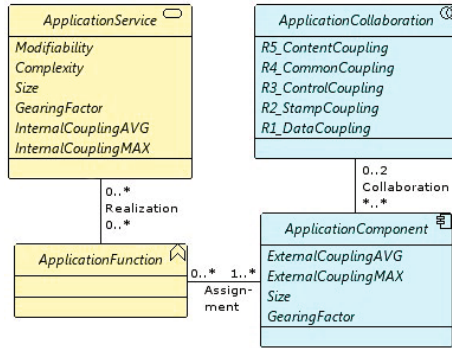 ApplicationService
Modifiability
Complexity
Size
GearingFactor
InternalCouplingAVG
InternalCouplingMAX
ApplicationCollaboration
R5_ContentCoupling
R4_CommonCoupling
R3_ControlCoupling
R2_StampCoupling
R1_DataCoupling
0..*
Realization
0..*
0..2
Collaboration
*..*
ApplicationFunction
0..* 1..*
Assign-
ment
ApplicationComponent
ExternalCouplingAVG
ExternalCouplingMAX
Size
GearingFactor